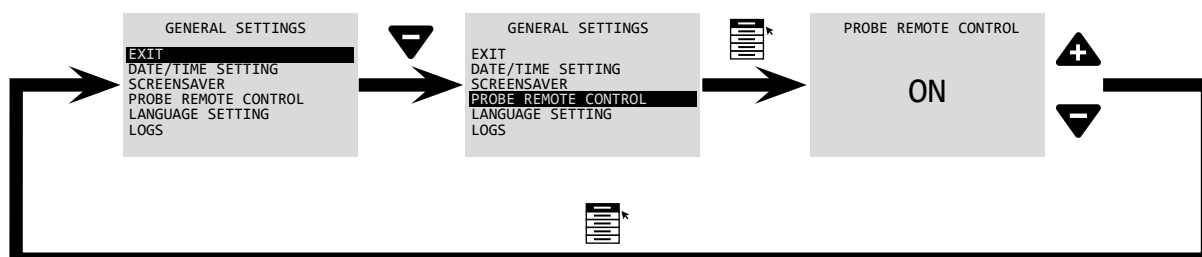 GENERAL SETTINGS
EXIT
DATE/TIME SETTING
SCREENSAVER
PROBE REMOTE CONTROL
LANGUAGE SETTING
LOGS
GENERAL SETTINGS
EXIT
DATE/TIME SETTING
SCREENSAVER
PROBE REMOTE CONTROL
LANGUAGE SETTING
LOGS
PROBE REMOTE CONTROL
ON